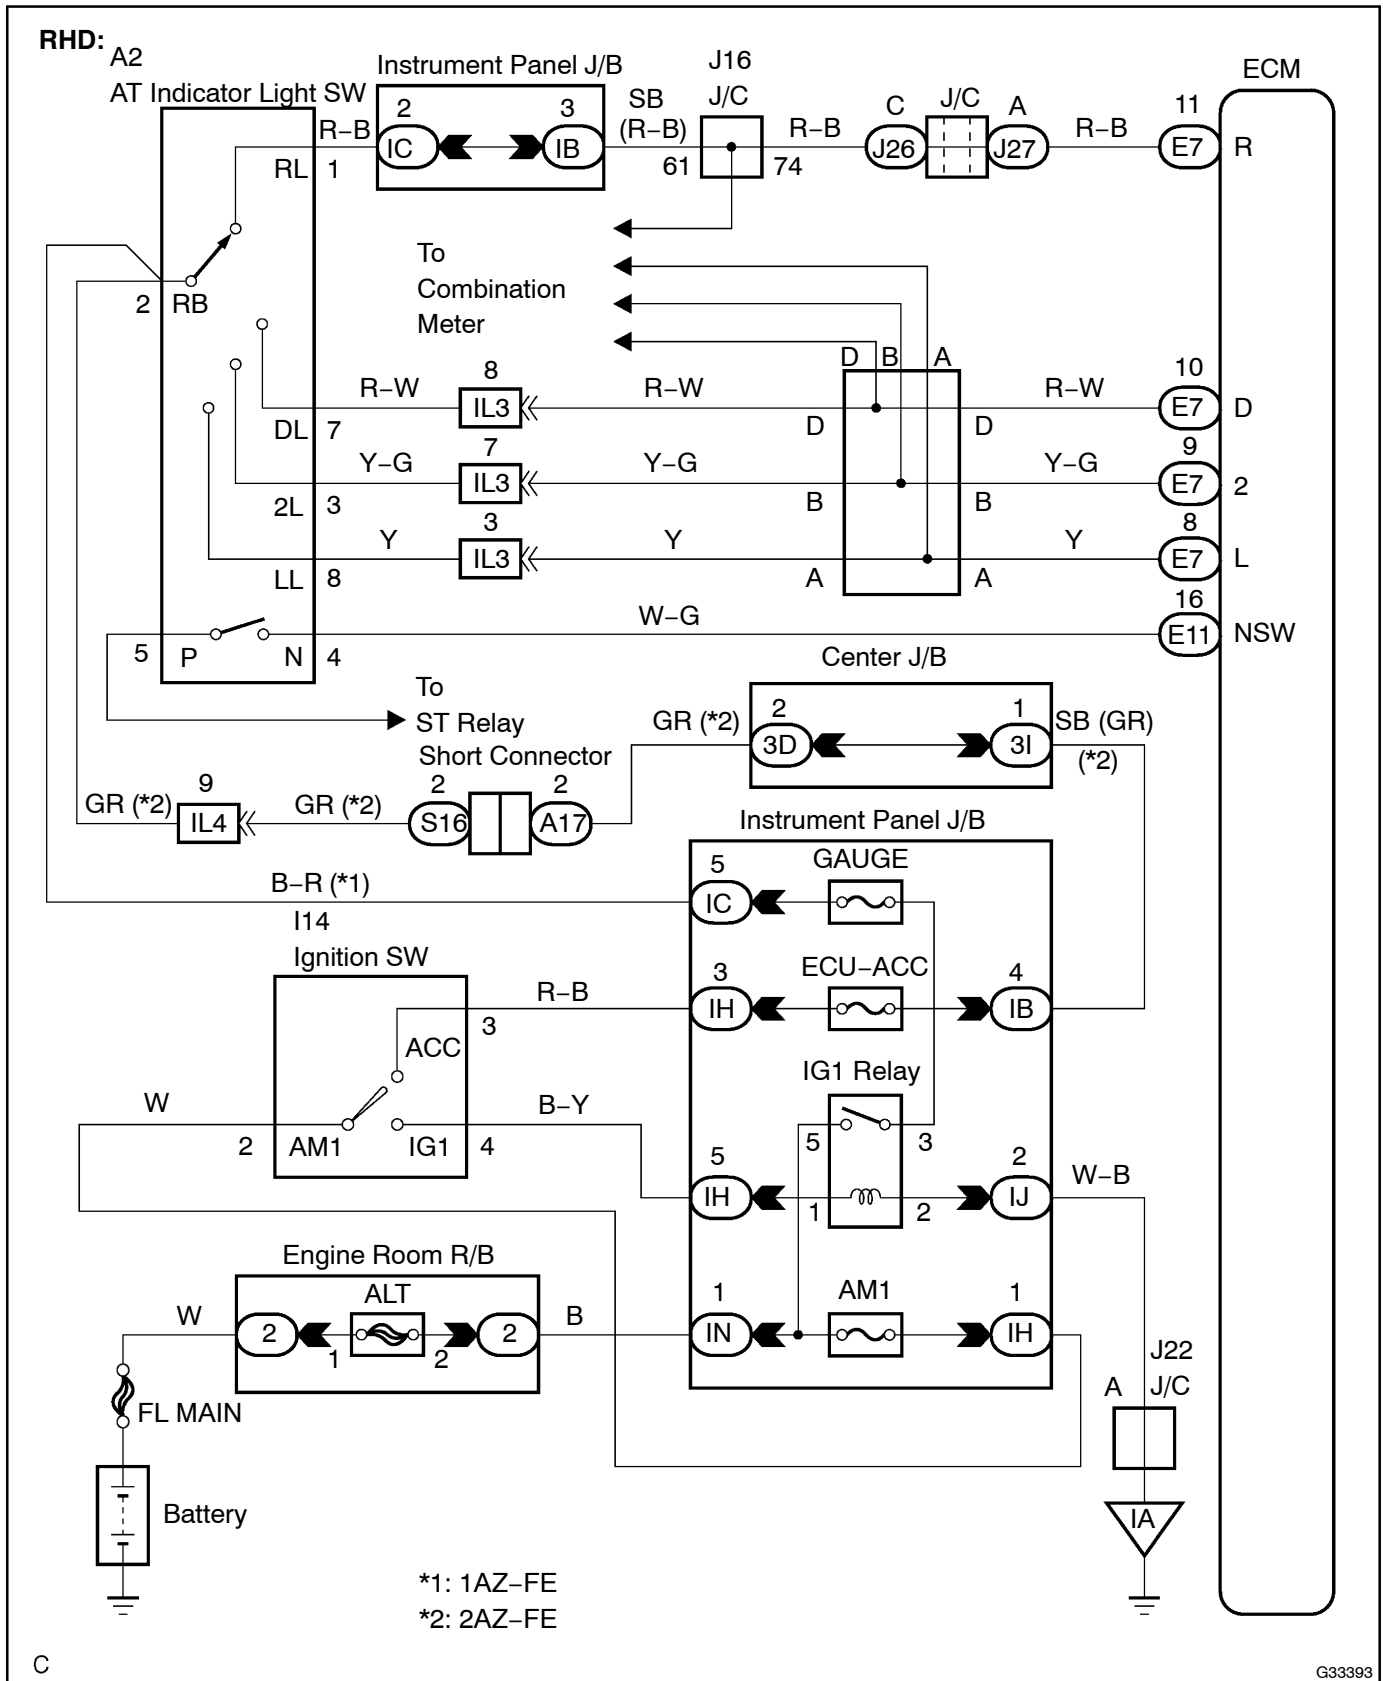 RHD:
A2
AT Indicator Light SW
Instrument Panel J/B
J16
J/C
ECM
R–B
2
3
SB
(R–B)
R–B
C
J/C
A
R–B
11
IC
IB
J26
J27
E7
R
RL
1
61
74
To
Combination
Meter
2
RB
D
B
A
R–W
8
R–W
R–W
10
IL3
E7
D
DL
7
D
D
Y–G
7
Y–G
Y–G
9
IL3
E7
2
2L
3
B
B
Y
3
Y
Y
8
IL3
E7
L
LL
8
A
A
W–G
16
E11
NSW
5
P
N
4
Center J/B
To
ST Relay
GR (*2)
2
1
SB (GR)
(*2)
3D
3I
Short Connector
9
2
2
GR (*2)
IL4
GR (*2)
S16
A17
Instrument Panel J/B
5
GAUGE
B–R (*1)
IC
I14
Ignition SW
3
ECU–ACC
4
R–B
IH
IB
3
ACC
IG1 Relay
W
B–Y
2
AM1
IG1
4
5
3
5
2
W–B
IH
IJ
1
2
Engine Room R/B
ALT
1
AM1
1
W
2
2
B
IN
IH
1
2
J22
A
J/C
FL MAIN
Battery
IA
*1: 1AZ–FE
*2: 2AZ–FE
C
G33393